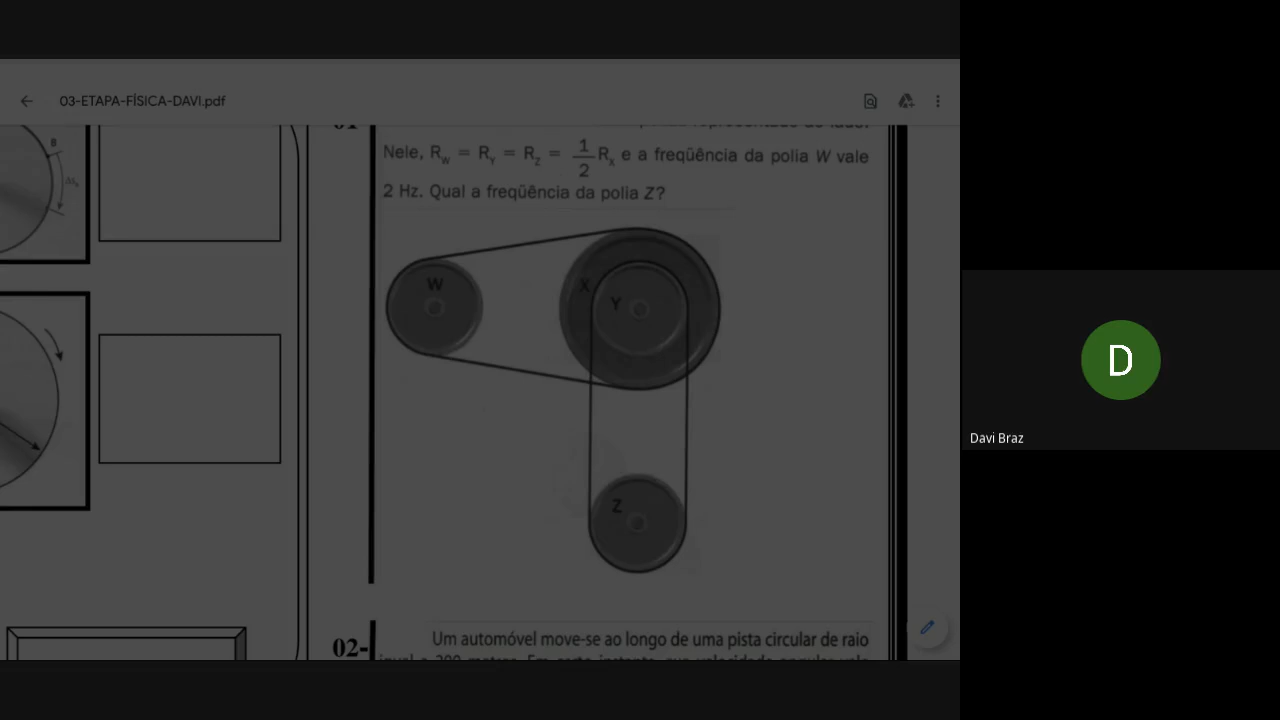 03-ETAPA-FÍSICA-DAVI.pdf
B
Nele, R_W = R_Y = R_Z = 1/2 R_X e a freqüência da polia W vale
2 Hz. Qual a freqüência da polia Z?
W
X
Y
Z
02-
Um automóvel move-se ao longo de uma pista circular de raio
D
Davi Braz